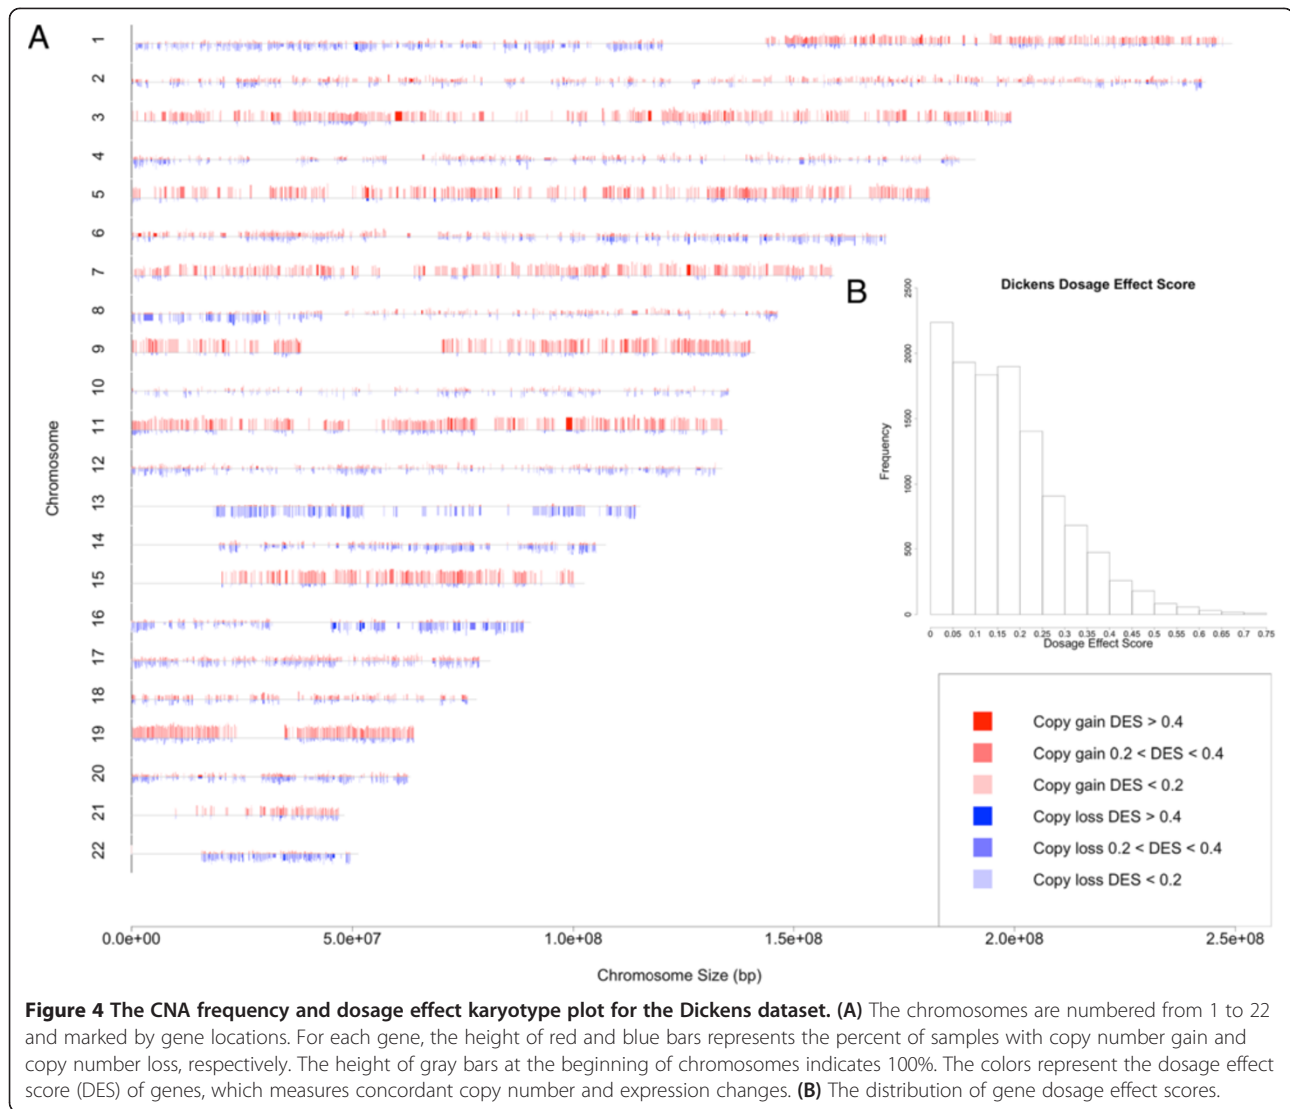 A
Chromosome
1
2
3
4
5
6
7
8
9
10
11
12
13
14
15
16
17
18
19
20
21
22
0.0e+00 5.0e+07 1.0e+08 1.5e+08 2.0e+08 2.5e+08
Chromosome Size (bp)
B
Dickens Dosage Effect Score
Frequency
2500
2000
1500
1000
500
0
0 0.05 0.1 0.15 0.2 0.25 0.3 0.35 0.4 0.45 0.5 0.55 0.6 0.65 0.7 0.75
Dosage Effect Score
Copy gain DES > 0.4
Copy gain 0.2 < DES < 0.4
Copy gain DES < 0.2
Copy loss DES > 0.4
Copy loss 0.2 < DES < 0.4
Copy loss DES < 0.2
Figure 4 The CNA frequency and dosage effect karyotype plot for the Dickens dataset. (A) The chromosomes are numbered from 1 to 22
and marked by gene locations. For each gene, the height of red and blue bars represents the percent of samples with copy number gain and
copy number loss, respectively. The height of gray bars at the beginning of chromosomes indicates 100%. The colors represent the dosage effect
score (DES) of genes, which measures concordant copy number and expression changes. (B) The distribution of gene dosage effect scores.